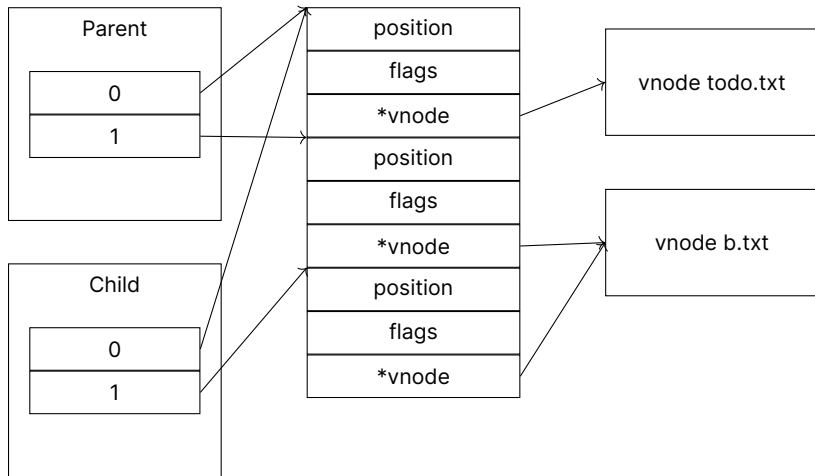 Parent
0
1
Child
0
1
position
flags
*vnode
position
flags
*vnode
position
flags
*vnode
vnode todo.txt
vnode b.txt